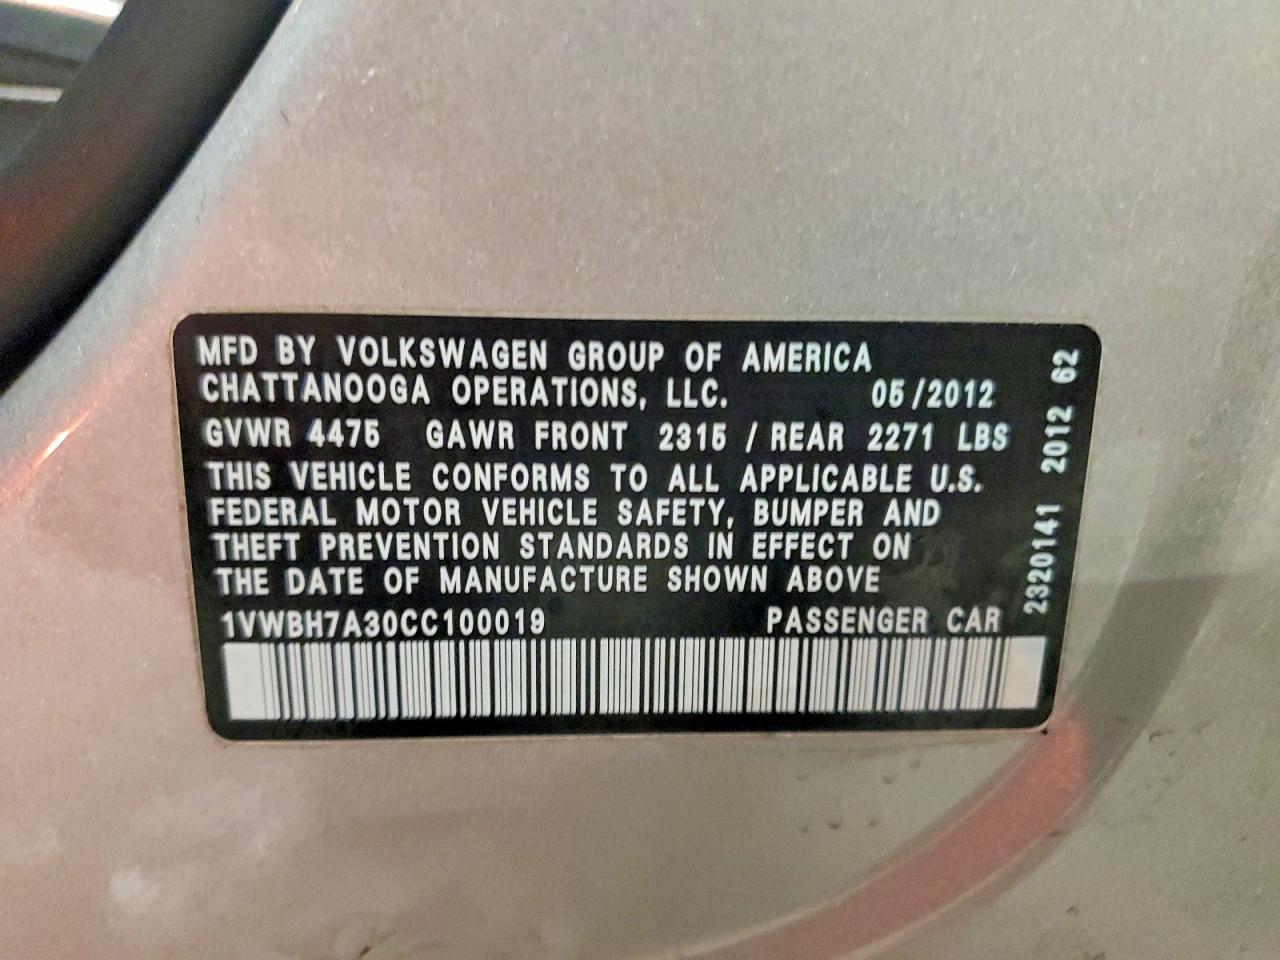 MFD BY VOLKSWAGEN GROUP OF AMERICA
CHATTANOOGA OPERATIONS, LLC. 05/2012
GVWR 4475 GAWR FRONT 2315 / REAR 2271 LBS
THIS VEHICLE CONFORMS TO ALL APPLICABLE U.S.
FEDERAL MOTOR VEHICLE SAFETY, BUMPER AND
THEFT PREVENTION STANDARDS IN EFFECT ON
THE DATE OF MANUFACTURE SHOWN ABOVE
1VWBH7A30CC100019 PASSENGER CAR
2320141 2012 62